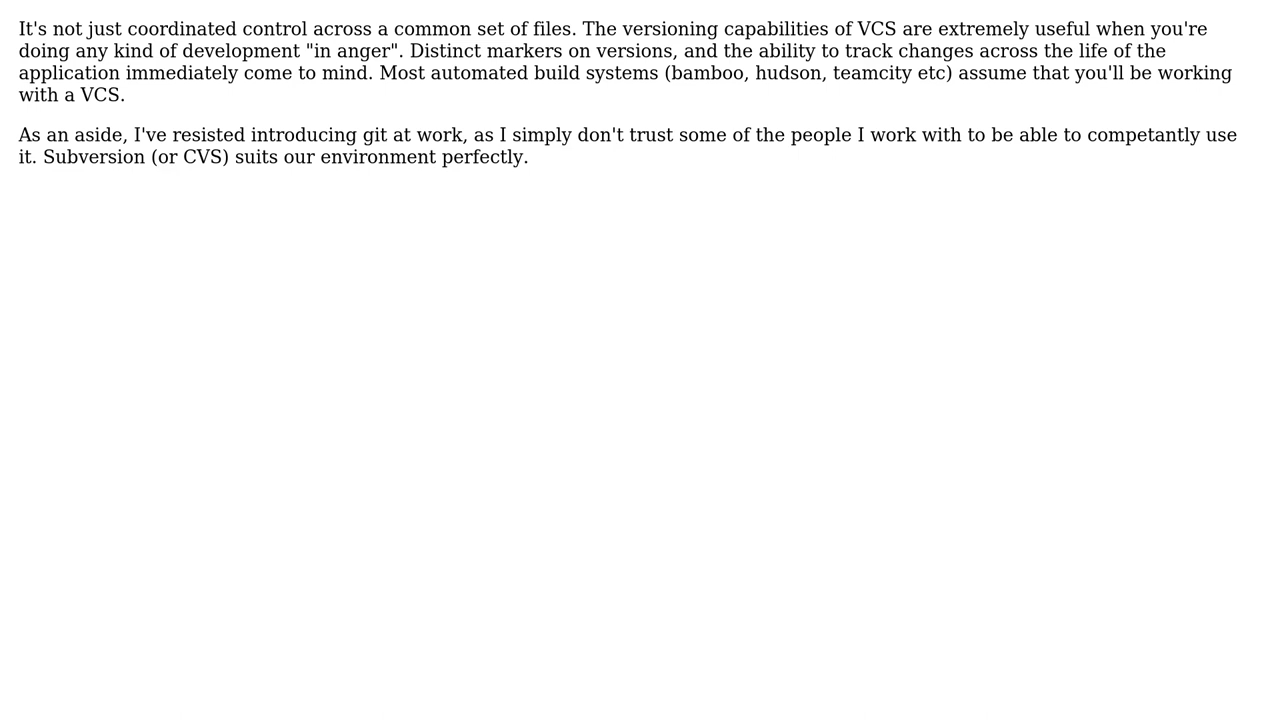 It's not just coordinated control across a common set of files. The versioning capabilities of VCS are extremely useful when you're
doing any kind of development "in anger". Distinct markers on versions, and the ability to track changes across the life of the
application immediately come to mind. Most automated build systems (bamboo, hudson, teamcity etc) assume that you'll be working
with a VCS.
As an aside, I've resisted introducing git at work, as I simply don't trust some of the people I work with to be able to competantly use
it. Subversion (or CVS) suits our environment perfectly.